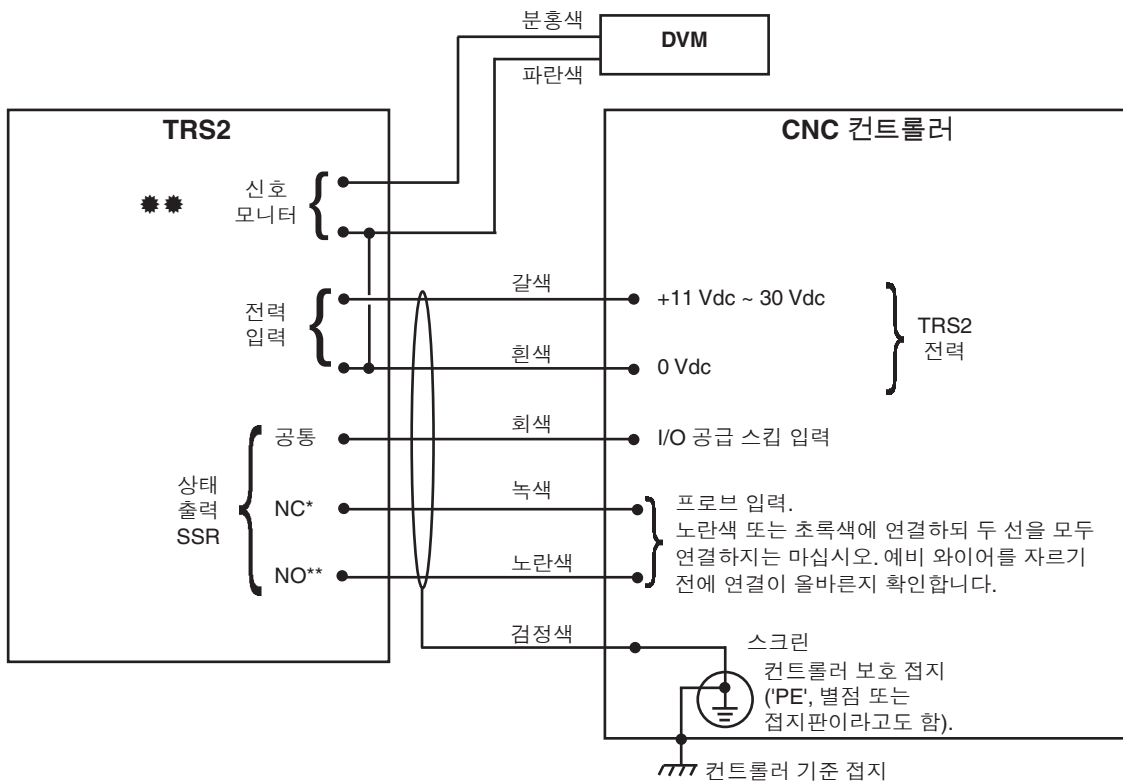 분홍색
DVM
파란색
TRS2
CNC 컨트롤러
신호
모니터
갈색
+11 Vdc ~ 30 Vdc
전력
입력
TRS2
전력
흰색
0 Vdc
회색
공통
I/O 공급 스킵 입력
상태
출력
SSR
녹색
NC*
프로브 입력.
노란색 또는 초록색에 연결하되 두 선을 모두
연결하지는 마십시오. 예비 와이어를 자르기
전에 연결이 올바른지 확인합니다.
노란색
NO**
검정색
스크린
컨트롤러 보호 접지
('PE', 별점 또는
접지판이라고도 함).
컨트롤러 기준 접지